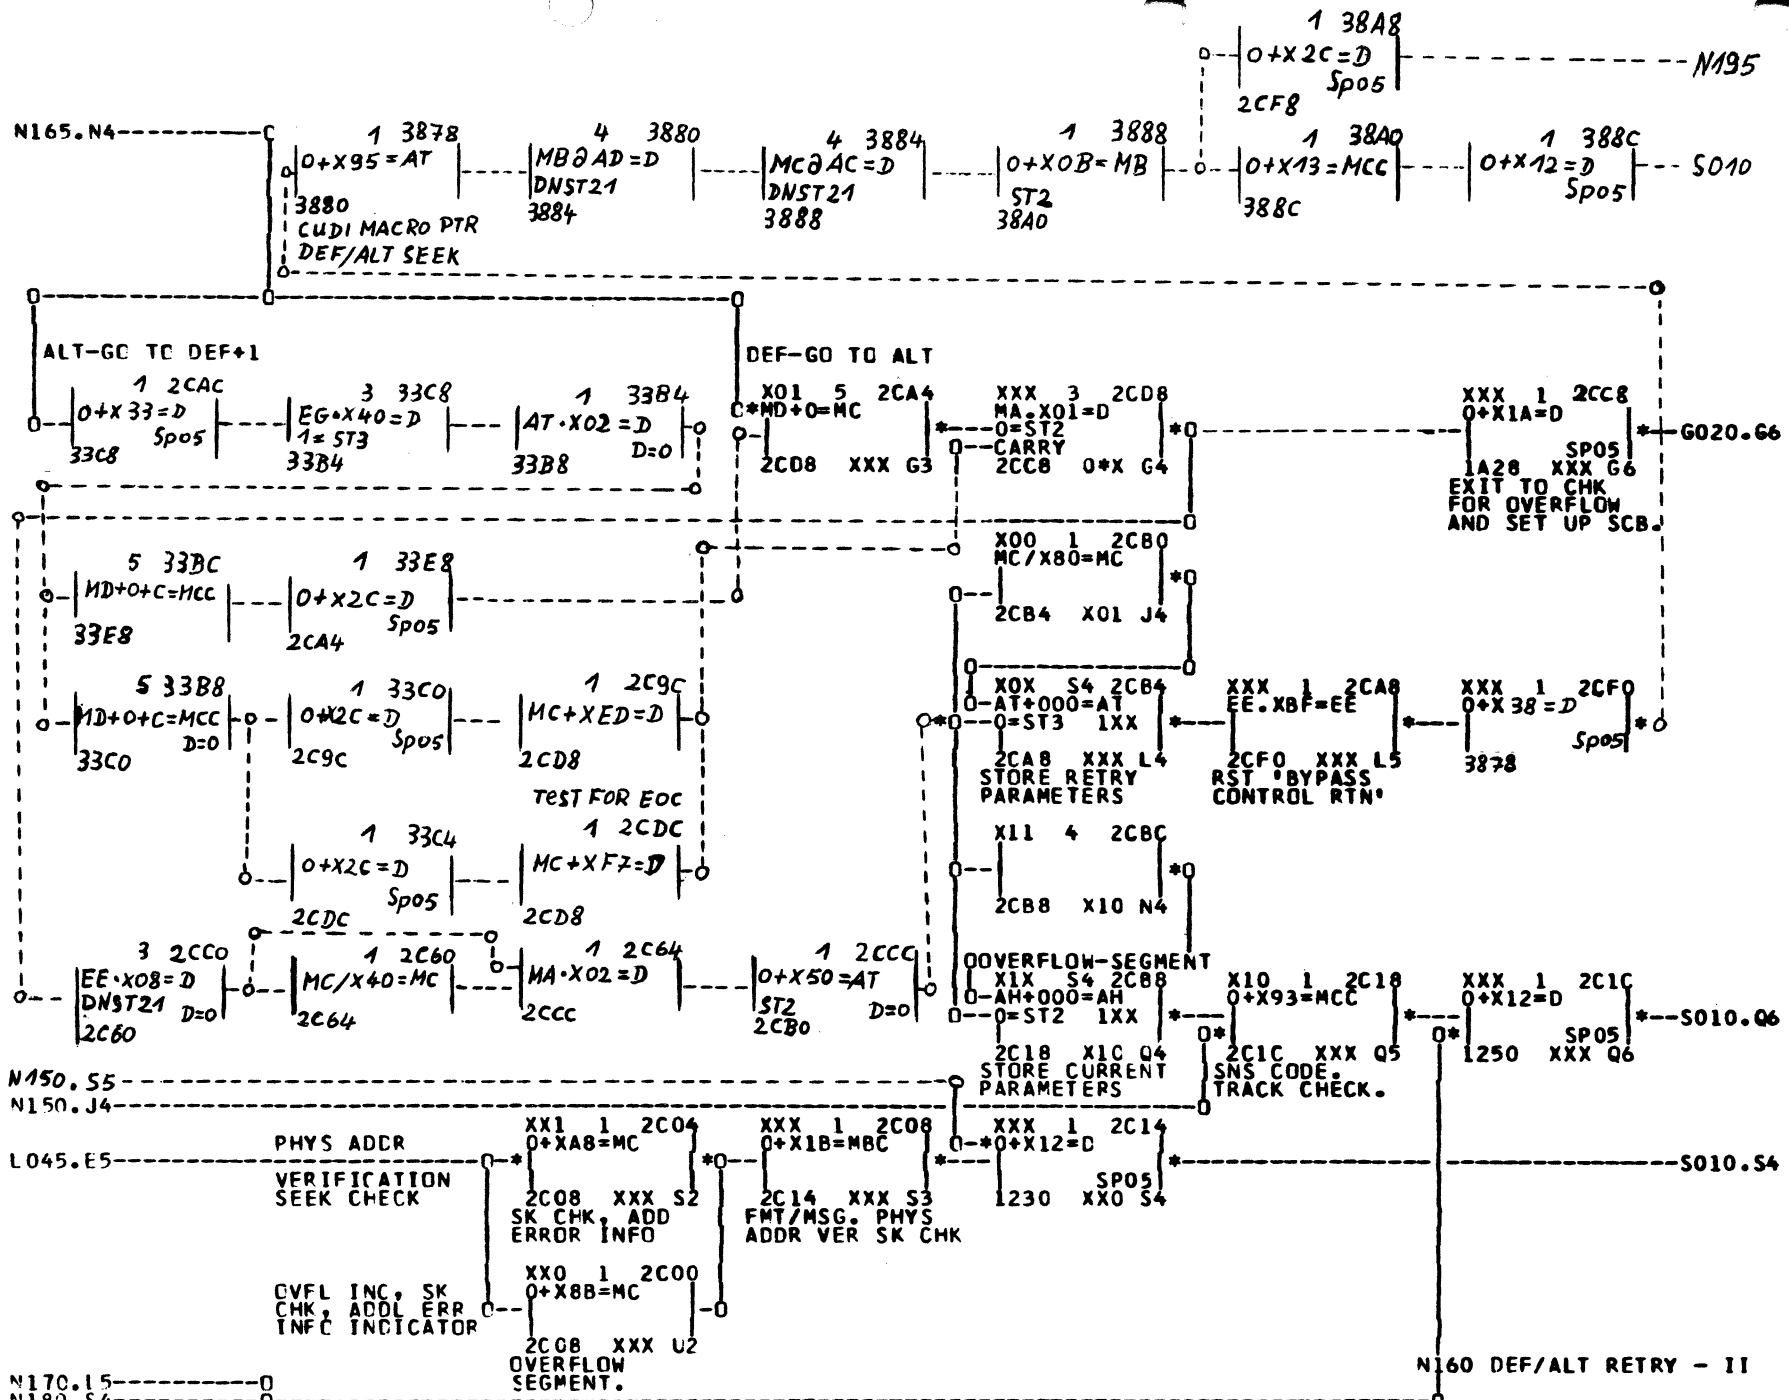 1 38A8
0+X2C=D
Sp05
2CF8
N195
N165.N4
1 3878
0+X95=AT
3880
CUDI MACRO PTR
DEF/ALT SEEK
4 3880
MB∂AD=D
DNST21
3884
4 3884
MC∂AC=D
DNST21
3888
1 3888
0+X0B=MB
ST2
38A0
1 38A0
0+X13=MCC
388C
1 388C
0+X12=D
Sp05
S010
ALT-GO TO DEF+1
1 2CAC
0+X33=D
Sp05
33C8
3 33C8
EG·X40=D
1=ST3
33B4
1 33B4
AT·X02=D
D=0
33B8
DEF-GO TO ALT
X01 5 2CA4
*MD+0=MC
2CD8 XXX G3
XXX 3 2CD8
MA.X01=D
0=ST2
CARRY
2CC8 0*X G4
XXX 1 2CC8
0+X1A=D
SP05
1A28 XXX G6
EXIT TO CHK
FOR OVERFLOW
AND SET UP SCB.
G020.G6
5 33BC
MD+0+C=MCC
33E8
1 33E8
0+X2C=D
Sp05
2CA4
X00 1 2CB0
MC/X80=MC
2CB4 X01 J4
5 33B8
MD+0+C=MCC
D=0
33C0
1 33C0
0+X2C=D
Sp05
2C9C
1 2C9C
MC+XED=D
2CD8
TEST FOR EOC
X0X S4 2CB4
AT+000=AT
0=ST3 1XX
2CA8 XXX L4
STORE RETRY
PARAMETERS
XXX 1 2CA8
EE.XBF=EE
2CF0 XXX L5
RST 'BYPASS
CONTROL RTN'
XXX 1 2CF0
0+X38=D
Sp05
3878
1 33C4
0+X2C=D
Sp05
2CDC
1 2CDC
MC+XF7=D
2CD8
X11 4 2CBC
2CB8 X10 N4
3 2CC0
EE·X08=D
DNST21 D=0
2C60
1 2C60
MC/X40=MC
2C64
1 2C64
MA·X02=D
2CCC
1 2CCC
0+X50=AT
ST2 D=0
2CB0
OVERFLOW-SEGMENT
X1X S4 2CB8
AH+000=AH
0=ST2 1XX
2C18 X1C Q4
STORE CURRENT
PARAMETERS
X10 1 2C18
0+X93=MCC
2C1C XXX Q5
SNS CODE.
TRACK CHECK.
XXX 1 2C1C
0+X12=D
SP05
1250 XXX Q6
S010.Q6
N150.S5
N150.J4
L045.E5
PHYS ADDR
VERIFICATION
SEEK CHECK
XX1 1 2C04
0+XA8=MC
2C08 XXX S2
SK CHK, ADD
ERROR INFO
XXX 1 2C08
0+X1B=MBC
2C14 XXX S3
FMT/MSG. PHYS
ADDR VER SK CHK
XXX 1 2C14
*0+X12=D
SP05
1230 XX0 S4
S010.S4
OVFL INC, SK
CHK, ADDL ERR
INFC INDICATOR
XX0 1 2C00
0+X8B=MC
2C08 XXX U2
OVERFLOW
SEGMENT.
N160 DEF/ALT RETRY - II
N170.I5
N180.S4